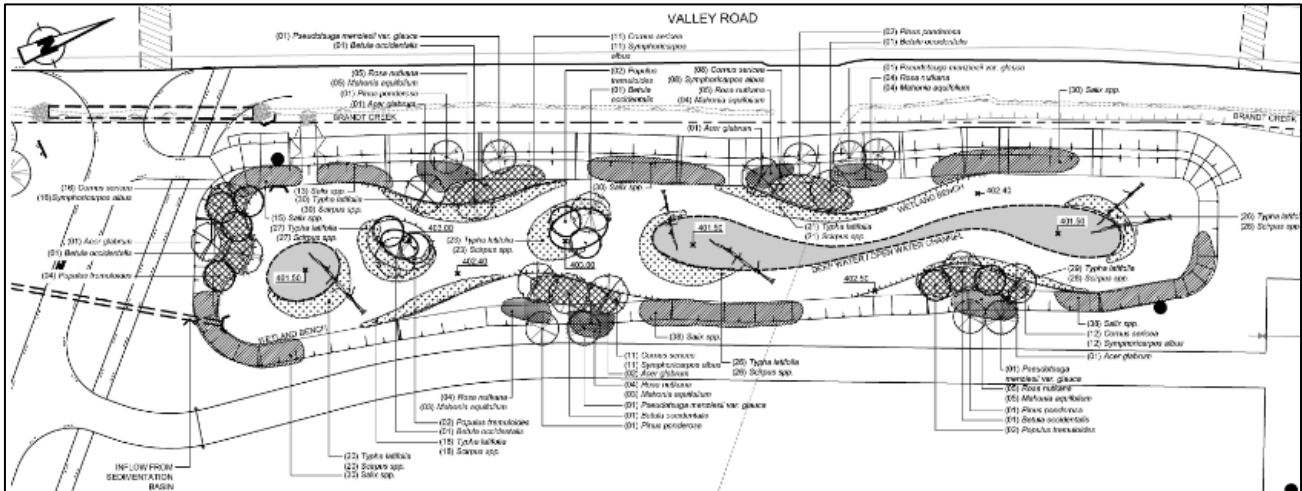 VALLEY ROAD
(01) Pseudotsuga menziesii var. glauca
(01) Betula occidentalis
(11) Cornus sericea
(11) Symphoricarpos
albus
(02) Pinus ponderosa
(01) Betula occidentalis
(05) Rosa nutkana
(05) Mahonia aquifolium
(01) Pinus ponderosa
(01) Acer glabrum
(02) Populus
tremuloides
(01) Betula
occidentalis
(08) Cornus sericea
(08) Symphoricarpos albus
(05) Rosa nutkana
(04) Mahonia aquifolium
(01) Acer glabrum
(01) Pseudotsuga menziesii var. glauca
(04) Rosa nutkana
(04) Mahonia aquifolium
(30) Salix spp.
BRANDT CREEK
BRANDT CREEK
(16) Cornus sericea
(16) Symphoricarpos albus
(01) Acer glabrum
(01) Betula occidentalis
(04) Populus tremuloides
(13) Salix spp.
(30) Typha latifolia
(30) Scirpus spp.
(15) Salix spp.
(27) Typha latifolia
(27) Scirpus spp.
403.00
402.40
401.50
(23) Typha latifolia
(23) Scirpus spp.
403.00
(30) Salix spp.
401.50
(21) Typha latifolia
(21) Scirpus spp.
WETLAND BENCH
402.40
DEEP WATER / OPEN WATER CHANNEL
401.50
402.50
(26) Typha latifolia
(26) Scirpus spp.
(29) Typha latifolia
(28) Scirpus spp.
WETLAND BENCH
(38) Salix spp.
(38) Salix spp.
(12) Cornus sericea
(12) Symphoricarpos albus
(01) Acer glabrum
(11) Cornus sericea
(11) Symphoricarpos albus
(02) Acer glabrum
(04) Rosa nutkana
(03) Mahonia aquifolium
(01) Pseudotsuga menziesii var. glauca
(01) Betula occidentalis
(01) Pinus ponderosa
(26) Typha latifolia
(26) Scirpus spp.
(01) Pseudotsuga
menziesii var. glauca
(05) Rosa nutkana
(05) Mahonia aquifolium
(01) Pinus ponderosa
(01) Betula occidentalis
(02) Populus tremuloides
(04) Rosa nutkana
(03) Mahonia aquifolium
(03) Populus tremuloides
(01) Betula occidentalis
(18) Typha latifolia
(18) Scirpus spp.
(23) Typha latifolia
(23) Scirpus spp.
(33) Salix spp.
INFLOW FROM
SEDIMENTATION
BASIN